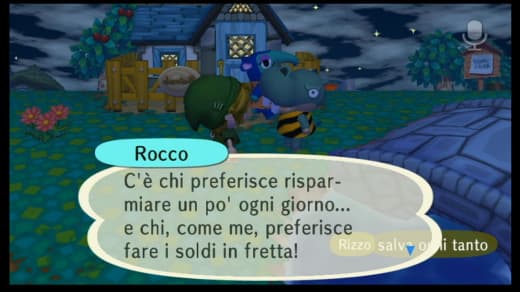 Rocco
C'è chi preferisce rispar-
miare un po' ogni giorno...
e chi, come me, preferisce
fare i soldi in fretta!
Rizzo salva ogni tanto